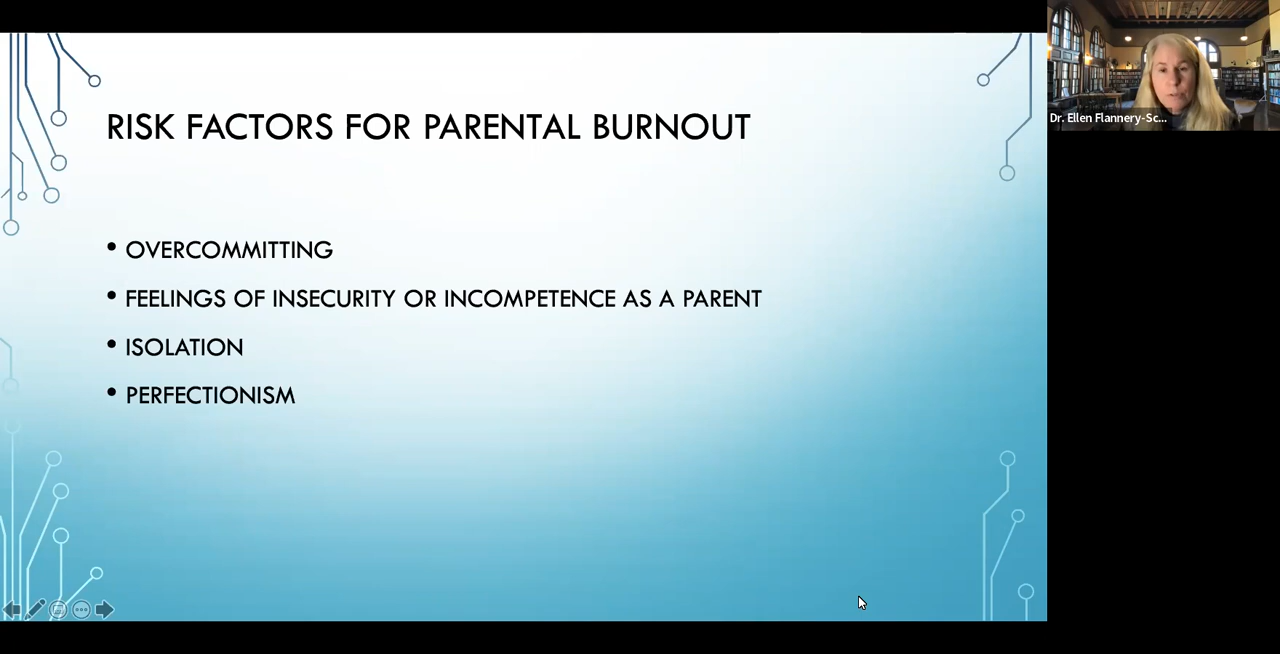 RISK FACTORS FOR PARENTAL BURNOUT
• OVERCOMMITTING
• FEELINGS OF INSECURITY OR INCOMPETENCE AS A PARENT
• ISOLATION
• PERFECTIONISM
Dr. Ellen Flannery-Sc...